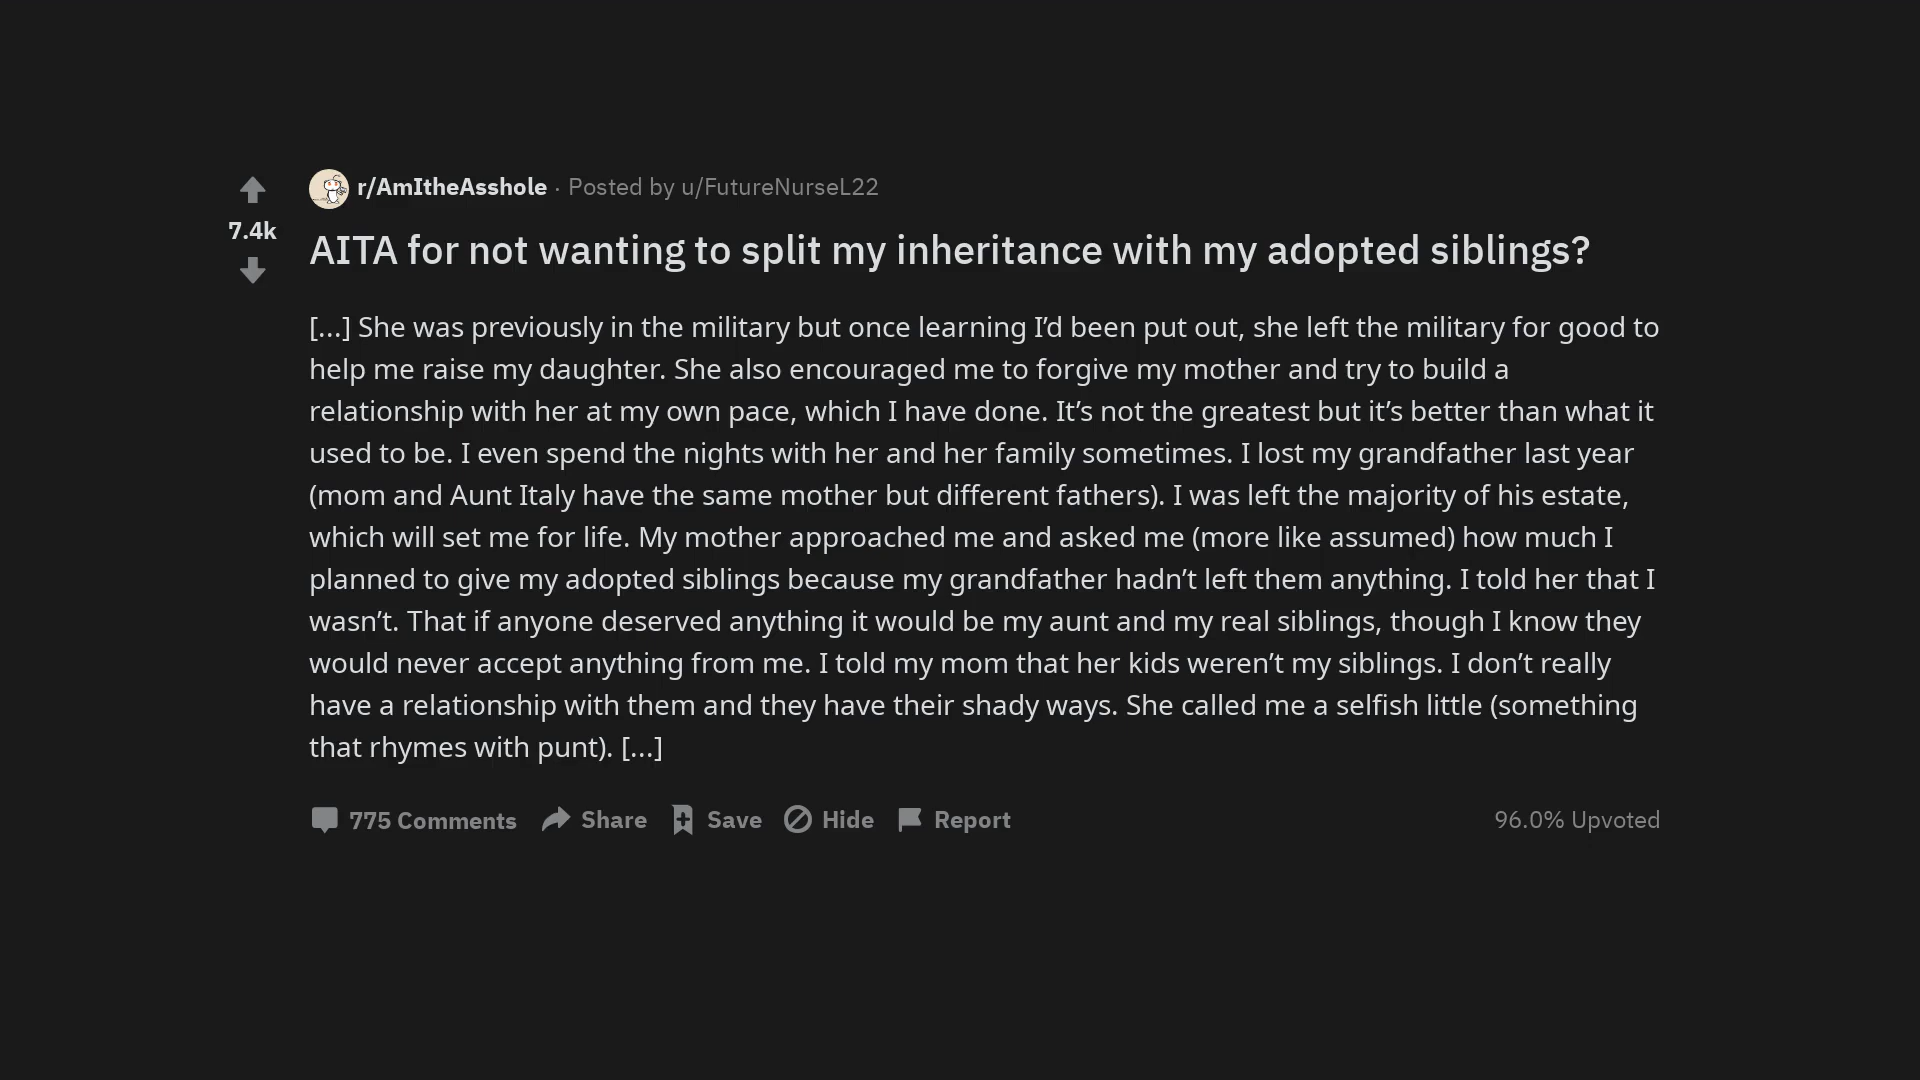 r/AmItheAsshole · Posted by u/FutureNurseL22
7.4k
AITA for not wanting to split my inheritance with my adopted siblings?
[...] She was previously in the military but once learning I’d been put out, she left the military for good to
help me raise my daughter. She also encouraged me to forgive my mother and try to build a
relationship with her at my own pace, which I have done. It’s not the greatest but it’s better than what it
used to be. I even spend the nights with her and her family sometimes. I lost my grandfather last year
(mom and Aunt Italy have the same mother but different fathers). I was left the majority of his estate,
which will set me for life. My mother approached me and asked me (more like assumed) how much I
planned to give my adopted siblings because my grandfather hadn’t left them anything. I told her that I
wasn’t. That if anyone deserved anything it would be my aunt and my real siblings, though I know they
would never accept anything from me. I told my mom that her kids weren’t my siblings. I don’t really
have a relationship with them and they have their shady ways. She called me a selfish little (something
that rhymes with punt). [...]
775 Comments Share Save Hide Report 96.0% Upvoted